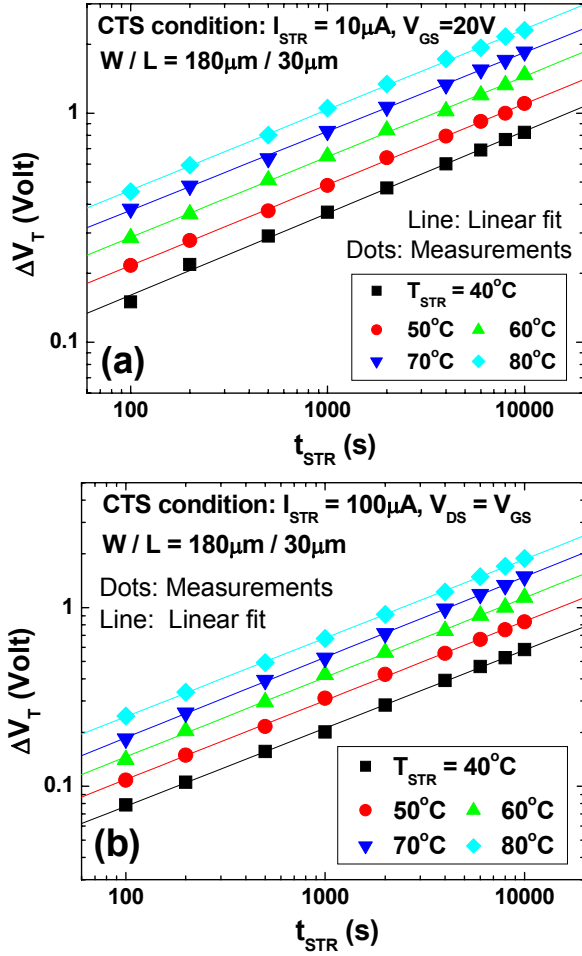 CTS condition: I_STR = 10μA, V_GS=20V
W / L = 180μm / 30μm
1
0.1
ΔV_T (Volt)
Line: Linear fit
Dots: Measurements
T_STR = 40°C
50°C 60°C
70°C 80°C
(a)
100 1000 10000
t_STR (s)
CTS condition: I_STR = 100μA, V_DS = V_GS
W / L = 180μm / 30μm
Dots: Measurements
Line: Linear fit
1
0.1
ΔV_T (Volt)
T_STR = 40°C
50°C 60°C
70°C 80°C
(b)
100 1000 10000
t_STR (s)